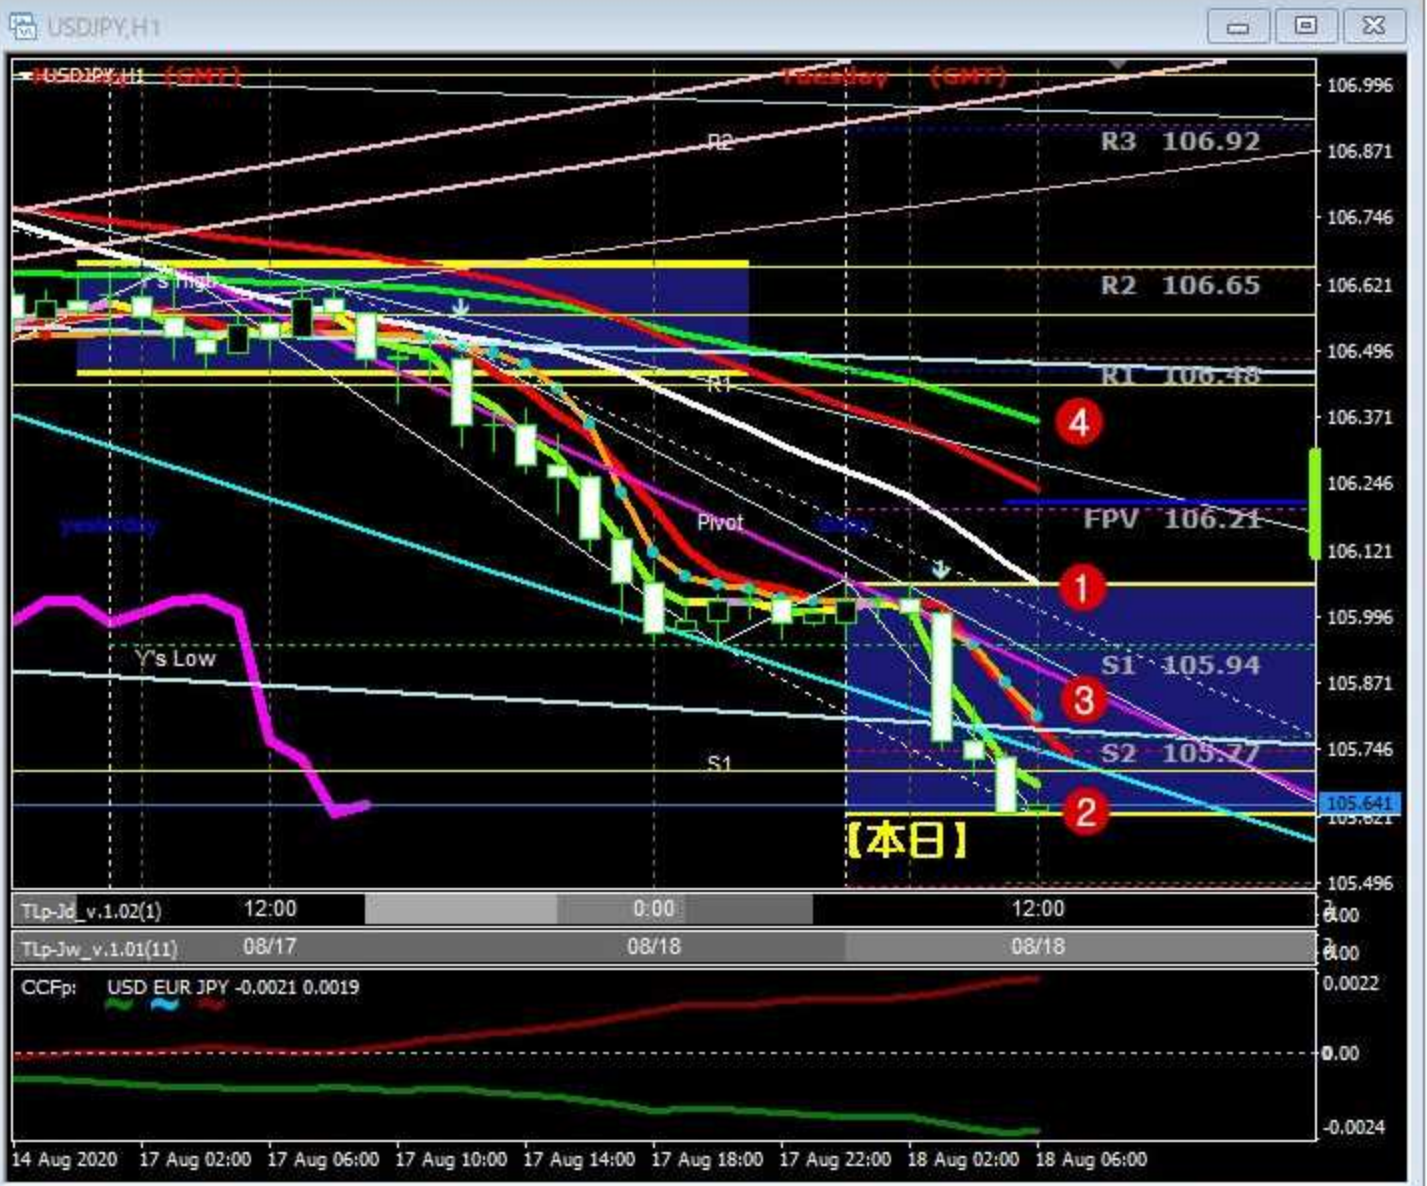 USDJPY,H1
USDJPY,H1 (GMT)
Tuesday (GMT)
106.996
R3 106.92
R2
106.871
106.746
Y's High
R2 106.65
106.621
106.496
R1 106.48
R1
106.371
4
106.246
yesterday
Pivot
today
FPV 106.21
106.121
1
105.996
Y's Low
S1 105.94
3
105.871
S1
S2 105.77
105.746
105.641
105.621
2
【本日】
105.496
TLp-Jd_v.1.02(1) 12:00 0:00 12:00
TLp-Jw_v.1.01(11) 08/17 08/18 08/18
CCFp: USD EUR JPY -0.0021 0.0019
0.0022
0.00
-0.0024
14 Aug 2020 17 Aug 02:00 17 Aug 06:00 17 Aug 10:00 17 Aug 14:00 17 Aug 18:00 17 Aug 22:00 18 Aug 02:00 18 Aug 06:00